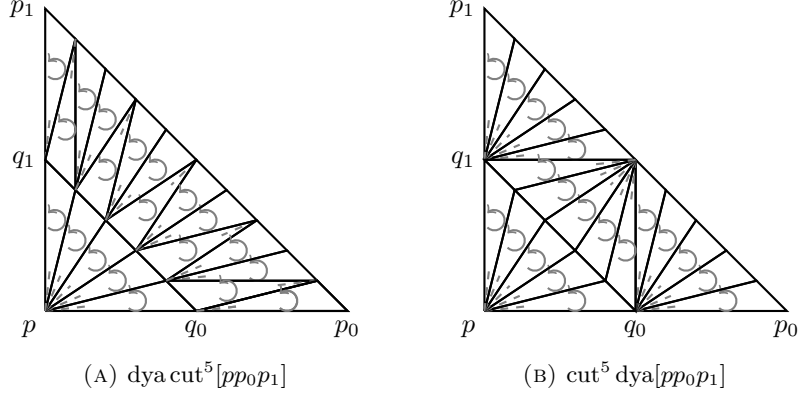 p₁ p₁
q₁ q₁
p q₀ p₀ p q₀ p₀
(A) dya cut⁵[pp₀p₁] (B) cut⁵ dya[pp₀p₁]